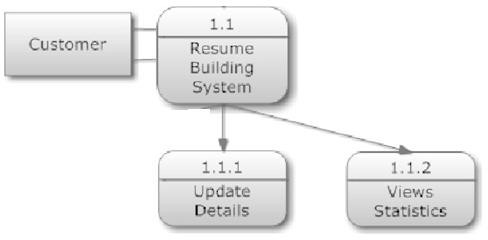 Customer
1.1
Resume
Building
System
1.1.1
Update
Details
1.1.2
Views
Statistics